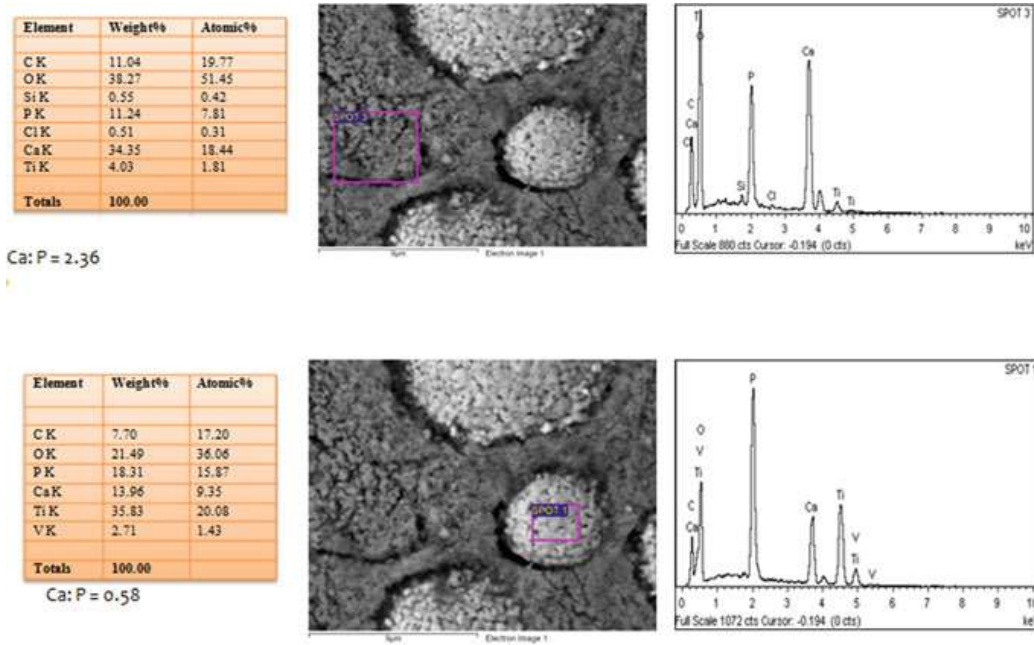 Element Weight% Atomic%
C K 11.04 19.77
O K 38.27 51.45
Si K 0.55 0.42
P K 11.24 7.81
Cl K 0.51 0.31
Ca K 34.35 18.44
Ti K 4.03 1.81
Totals 100.00
Ca: P = 2.36
SPOT 3
9µm Electron Image 1
SPOT 3
T
O
C
Ca
Cl
Si
P
Cl
Ca
Ti
Ti
0 1 2 3 4 5 6 7 8 9 10
Full Scale 880 cts Cursor: -0.194 (0 cts) keV
Element Weight% Atomic%
C K 7.70 17.20
O K 21.49 36.06
P K 18.31 15.87
Ca K 13.96 9.35
Ti K 35.83 20.08
V K 2.71 1.43
Totals 100.00
Ca: P = 0.58
SPOT 1
9µm Electron Image 1
SPOT 1
O
V
Ti
C
Ca
P
Ca
Ti
V
Ti
V
0 1 2 3 4 5 6 7 8 9 10
Full Scale 1072 cts Cursor: -0.194 (0 cts) ke